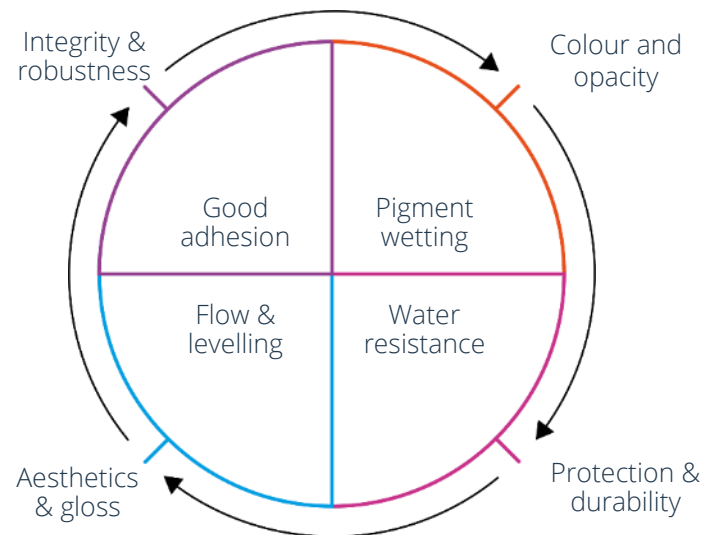 Integrity &
robustness
Colour and
opacity
Good
adhesion
Pigment
wetting
Flow &
levelling
Water
resistance
Aesthetics
& gloss
Protection &
durability